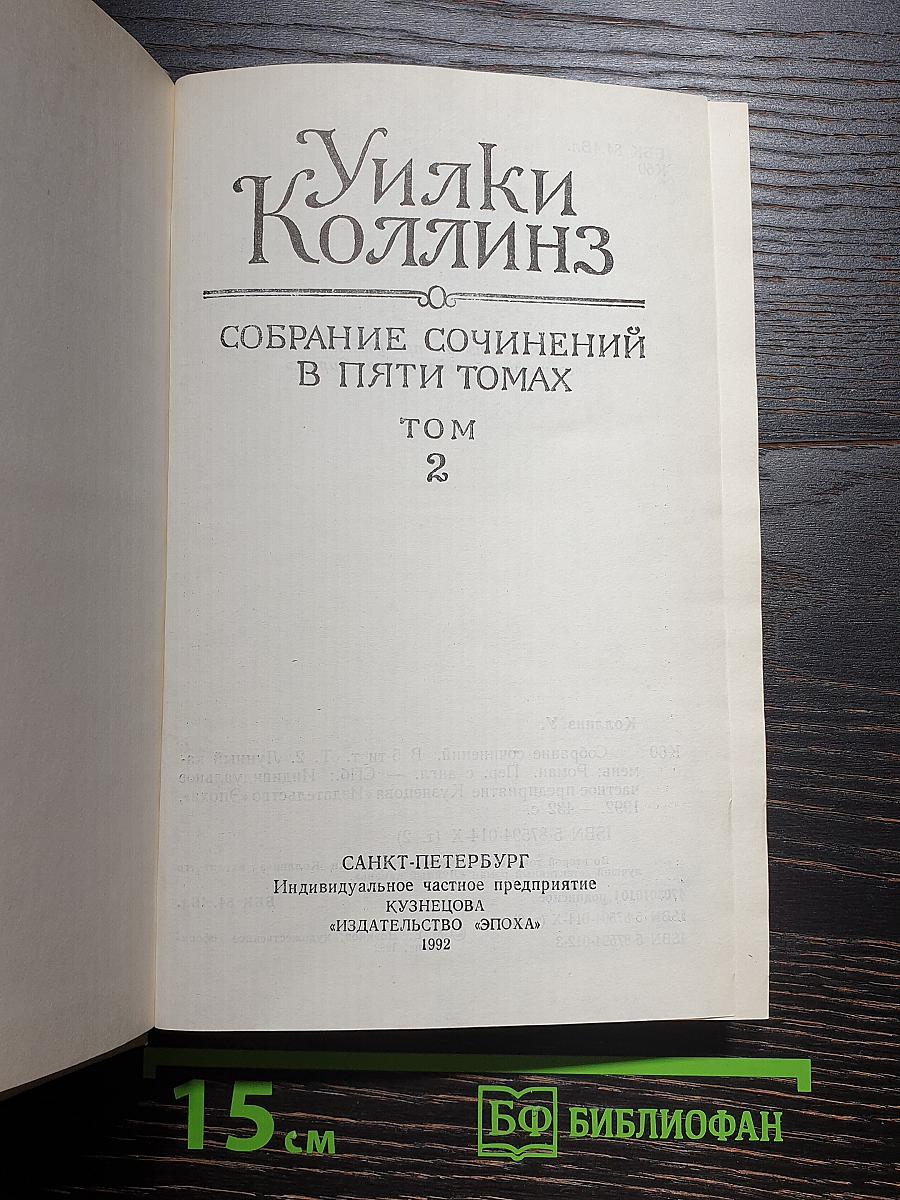 Уилки
Коллинз
СОБРАНИЕ СОЧИНЕНИЙ
В ПЯТИ ТОМАХ
ТОМ
2
САНКТ-ПЕТЕРБУРГ
Индивидуальное частное предприятие
КУЗНЕЦОВА
«ИЗДАТЕЛЬСТВО «ЭПОХА»
1992
15 см
БФ БИБЛИОФАН